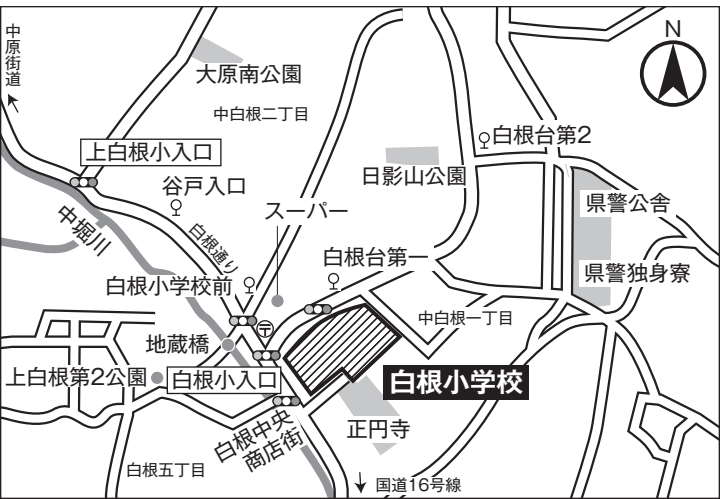 中原街道
N
大原南公園
中白根二丁目
上白根小入口
白根台第2
谷戸入口
日影山公園
県警公舎
スーパー
中堀川
白根通り
白根台第一
県警独身寮
白根小学校前
〒
中白根一丁目
地蔵橋
上白根第2公園
白根小入口
白根小学校
白根中央
商店街
正円寺
白根五丁目
国道16号線